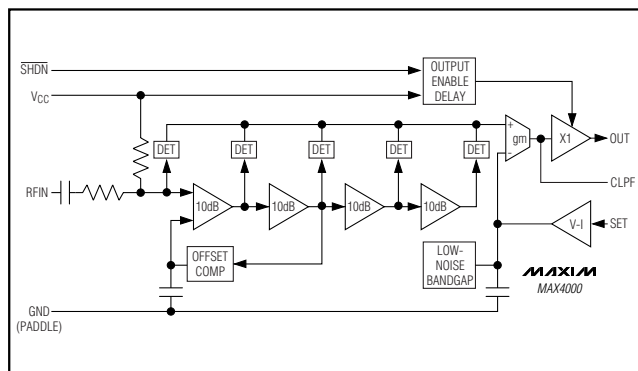 SHDN
OUTPUT
ENABLE
DELAY
VCC
DET
DET
DET
DET
DET
+
-
gm
X1
OUT
CLPF
RFIN
10dB
10dB
10dB
10dB
V-I
SET
OFFSET
COMP
LOW-
NOISE
BANDGAP
MAXIM
MAX4000
GND
(PADDLE)